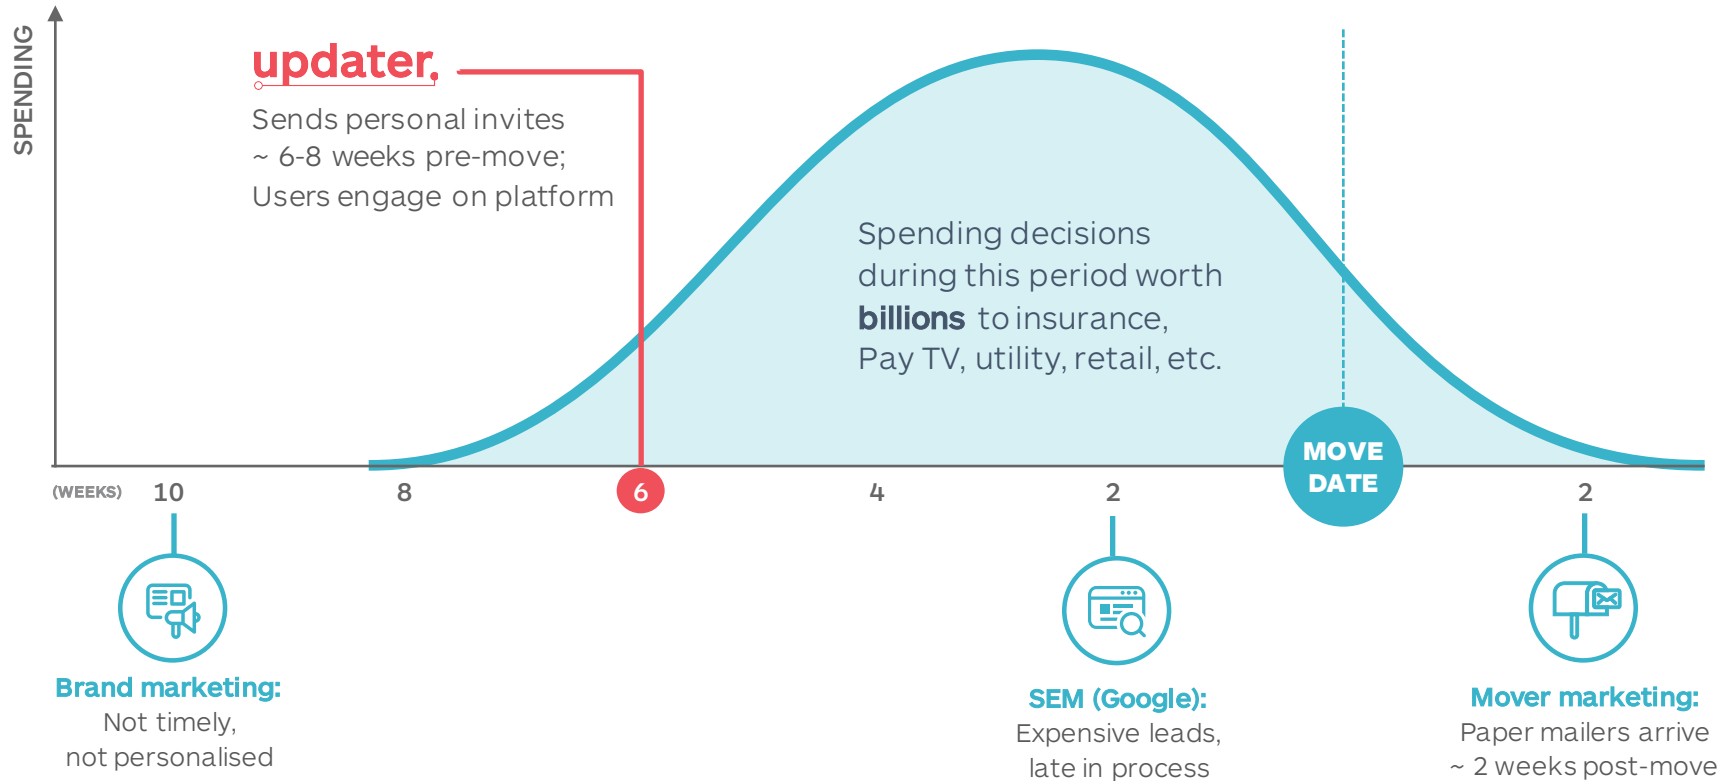 SPENDING
updater.
Sends personal invites
~ 6-8 weeks pre-move;
Users engage on platform
Spending decisions
during this period worth
billions to insurance,
Pay TV, utility, retail, etc.
MOVE
DATE
(WEEKS) 10 8 6 4 2 2
Brand marketing:
Not timely,
not personalised
SEM (Google):
Expensive leads,
late in process
Mover marketing:
Paper mailers arrive
~ 2 weeks post-move